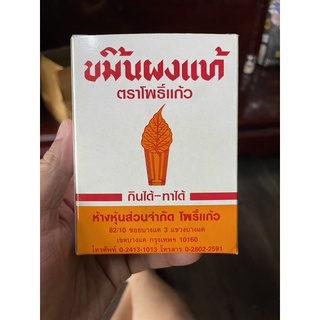 ขมิ้นผงแท้
ตราโพธิ์แก้ว
กินได้-ทาได้
ห้างหุ้นส่วนจำกัด โพธิ์แก้ว
62/10 ซอยบางแค 3 แขวงบางแค
เขตบางแค กรุงเทพฯ 10160
โทรศัพท์ 0-2413-1013 โทรสาร 0-2802-2591